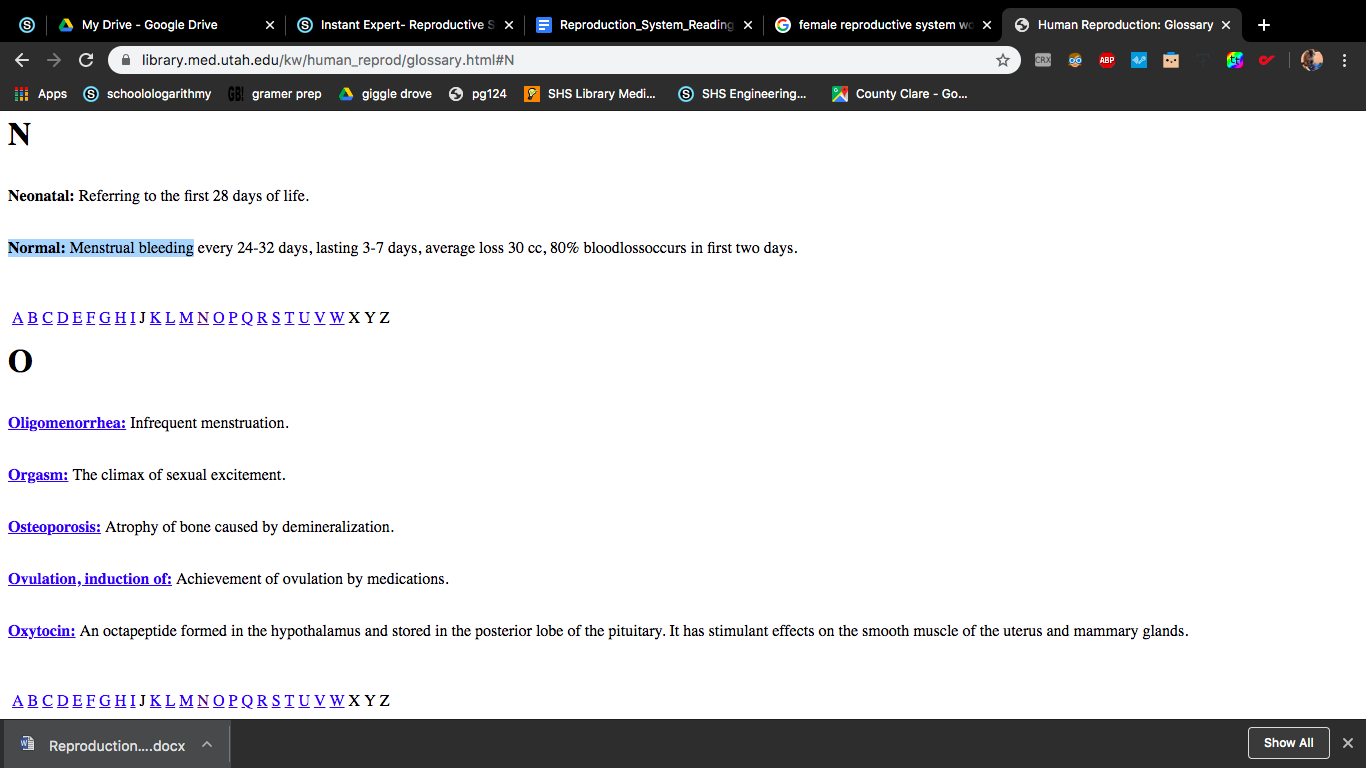 My Drive - Google Drive
Instant Expert- Reproductive S
Reproduction_System_Reading
female reproductive system wo
Human Reproduction: Glossary
library.med.utah.edu/kw/human_reprod/glossary.html#N
CRX
ABP
Apps
schoolologarithmy
GB!
gramer prep
giggle drove
pg124
SHS Library Medi...
SHS Engineering...
County Clare - Go...
N
Neonatal: Referring to the first 28 days of life.
Normal: Menstrual bleeding every 24-32 days, lasting 3-7 days, average loss 30 cc, 80% bloodlossoccurs in first two days.
A B C D E F G H I J K L M N O P Q R S T U V W X Y Z
O
Oligomenorrhea: Infrequent menstruation.
Orgasm: The climax of sexual excitement.
Osteoporosis: Atrophy of bone caused by demineralization.
Ovulation, induction of: Achievement of ovulation by medications.
Oxytocin: An octapeptide formed in the hypothalamus and stored in the posterior lobe of the pituitary. It has stimulant effects on the smooth muscle of the uterus and mammary glands.
A B C D E F G H I J K L M N O P Q R S T U V W X Y Z
Reproduction....docx
Show All